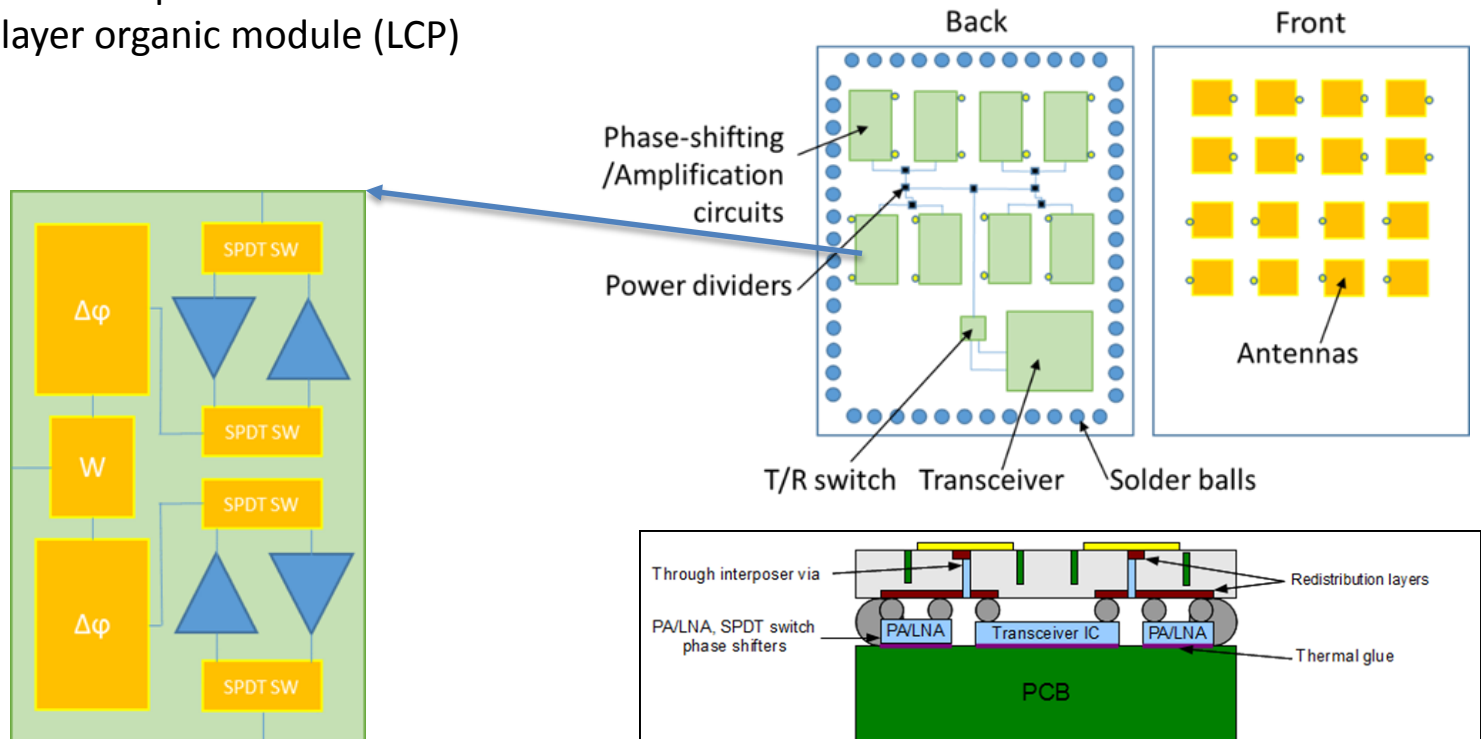 layer organic module (LCP)
Back
Front
Phase-shifting
/Amplification
circuits
Power dividers
Antennas
T/R switch
Transceiver
Solder balls
SPDT SW
Δφ
SPDT SW
W
SPDT SW
Δφ
SPDT SW
Through interposer via
Redistribution layers
PA/LNA, SPDT switch
phase shifters
PA/LNA
Transceiver IC
PA/LNA
Thermal glue
PCB